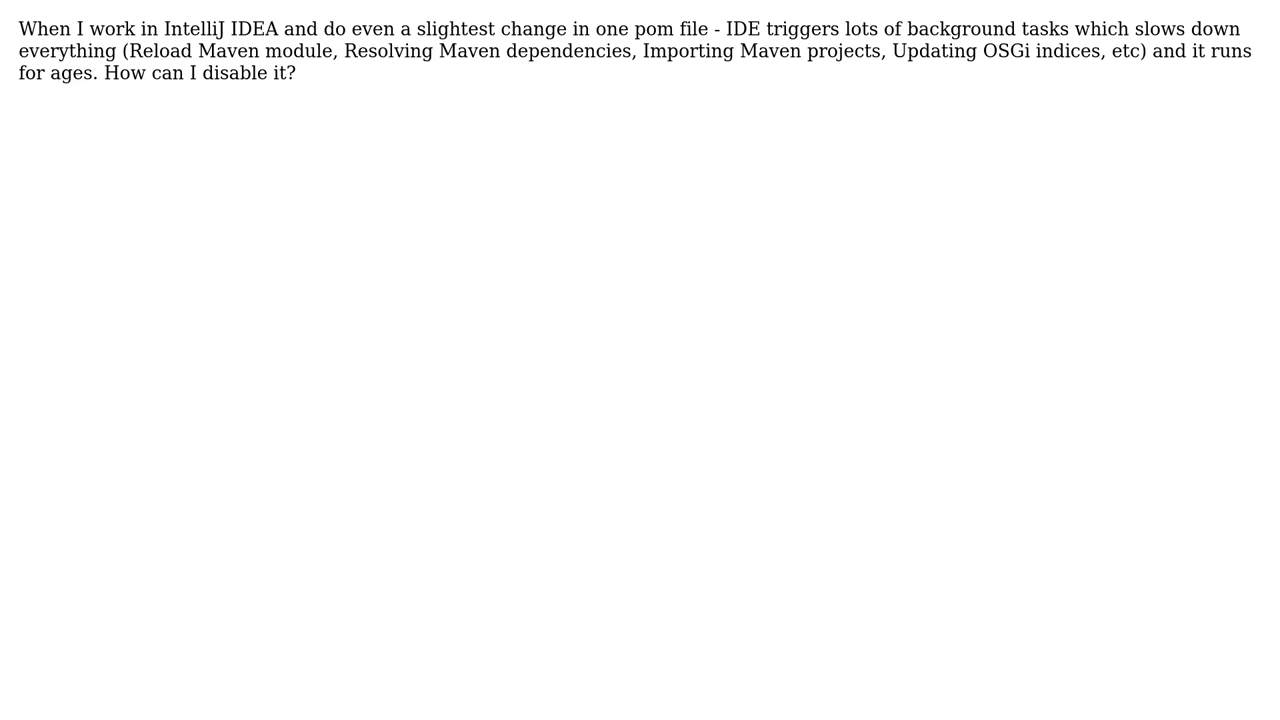 When I work in IntelliJ IDEA and do even a slightest change in one pom file - IDE triggers lots of background tasks which slows down
everything (Reload Maven module, Resolving Maven dependencies, Importing Maven projects, Updating OSGi indices, etc) and it runs
for ages. How can I disable it?